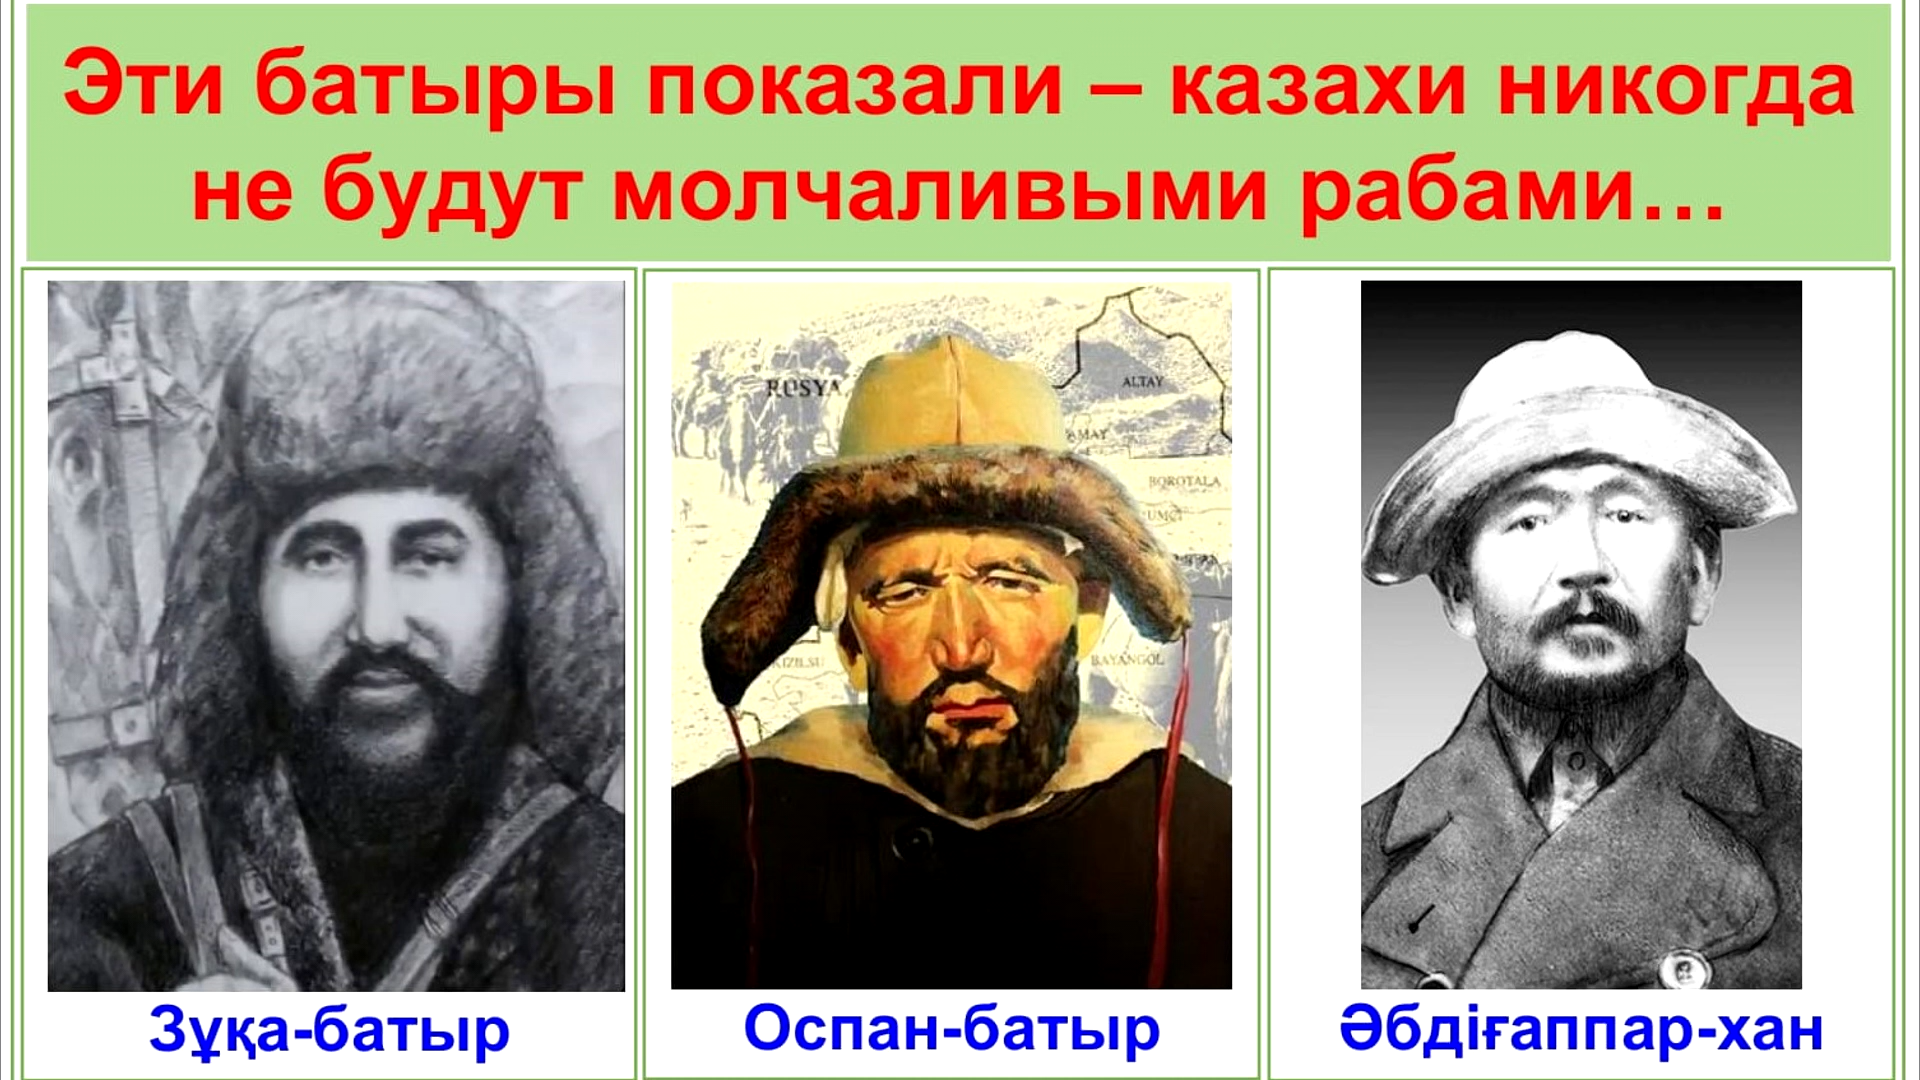 Эти батыры показали – казахи никогда
не будут молчаливыми рабами…
RUSYA
ALTAY
BOROTALA
KIZILSU
BAYANGOL
Зұқа-батыр
Оспан-батыр
Әбдіғаппар-хан